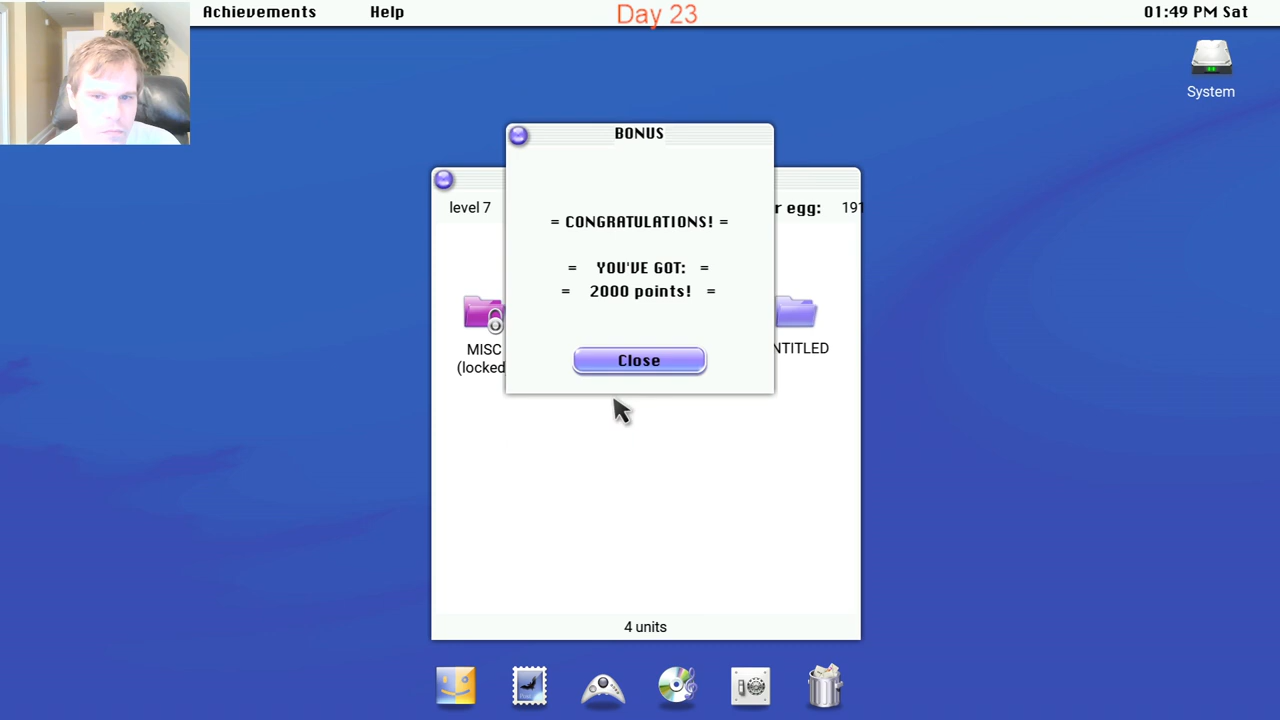 Achievements Help Day 23 01:49 PM Sat
System
BONUS
level 7 r egg: 191
= CONGRATULATIONS! =
= YOU'VE GOT: =
= 2000 points! =
MISC NTITLED
(locked
Close
4 units